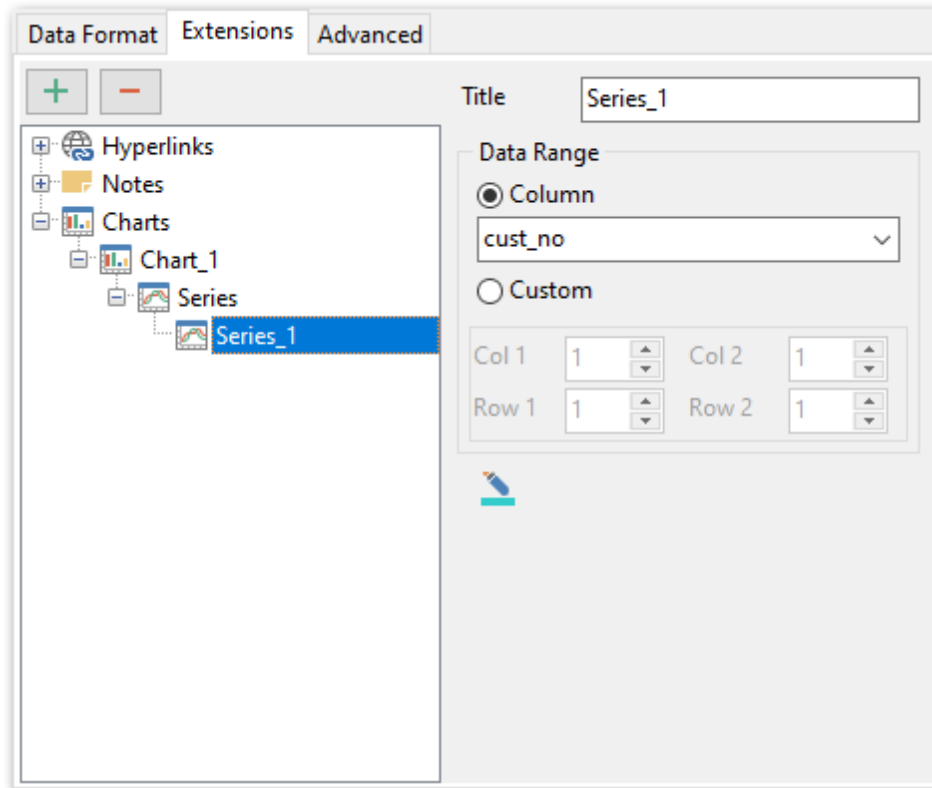 Data Format Extensions Advanced
Title Series_1
Hyperlinks
Notes
Charts
Chart_1
Series
Series_1
Data Range
Column
cust_no
Custom
Col 1 1 Col 2 1
Row 1 1 Row 2 1